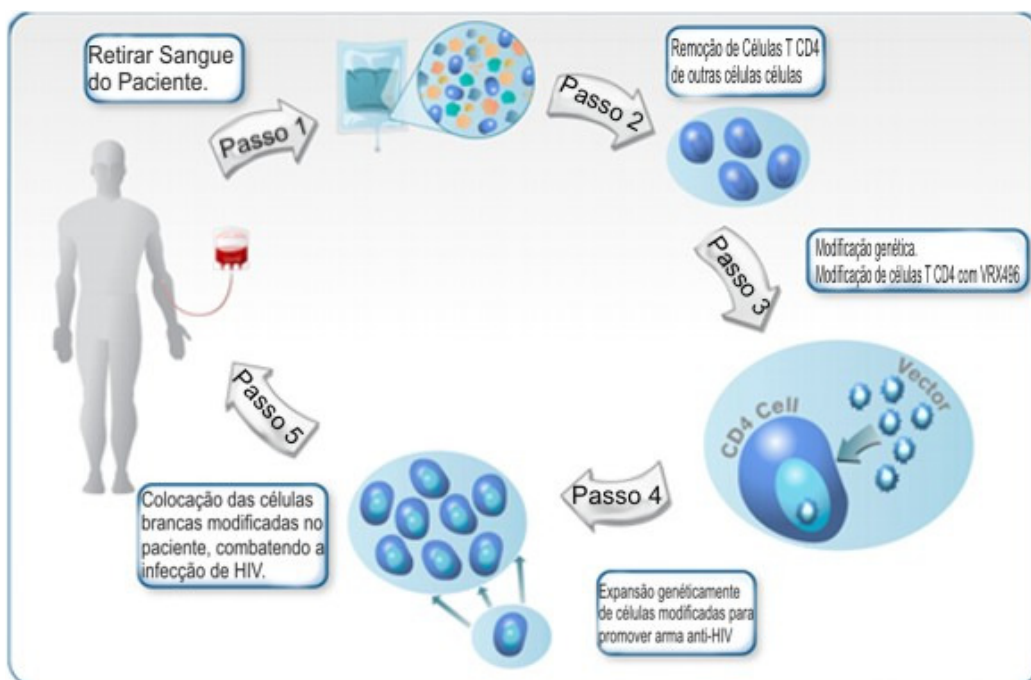 Retirar Sangue
do Paciente.
Passo 1
Remoção de Células T CD4
de outras células células
Passo 2
Modificação genética.
Modificação de células T CD4 com VRX496
Passo 3
CD4 Cell
Vector
Passo 4
Expansão genéticamente
de células modificadas para
promover arma anti-HIV
Passo 5
Colocação das células
brancas modificadas no
paciente, combatendo a
infecção de HIV.